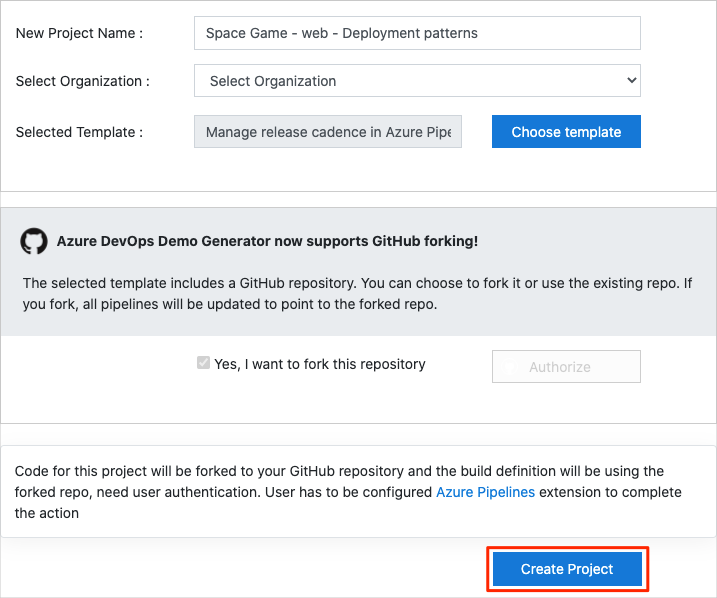 New Project Name : Space Game - web - Deployment patterns
Select Organization : Select Organization
Selected Template : Manage release cadence in Azure Pipe Choose template
Azure DevOps Demo Generator now supports GitHub forking!
The selected template includes a GitHub repository. You can choose to fork it or use the existing repo. If
you fork, all pipelines will be updated to point to the forked repo.
Yes, I want to fork this repository Authorize
Code for this project will be forked to your GitHub repository and the build definition will be using the
forked repo, need user authentication. User has to be configured Azure Pipelines extension to complete
the action
Create Project